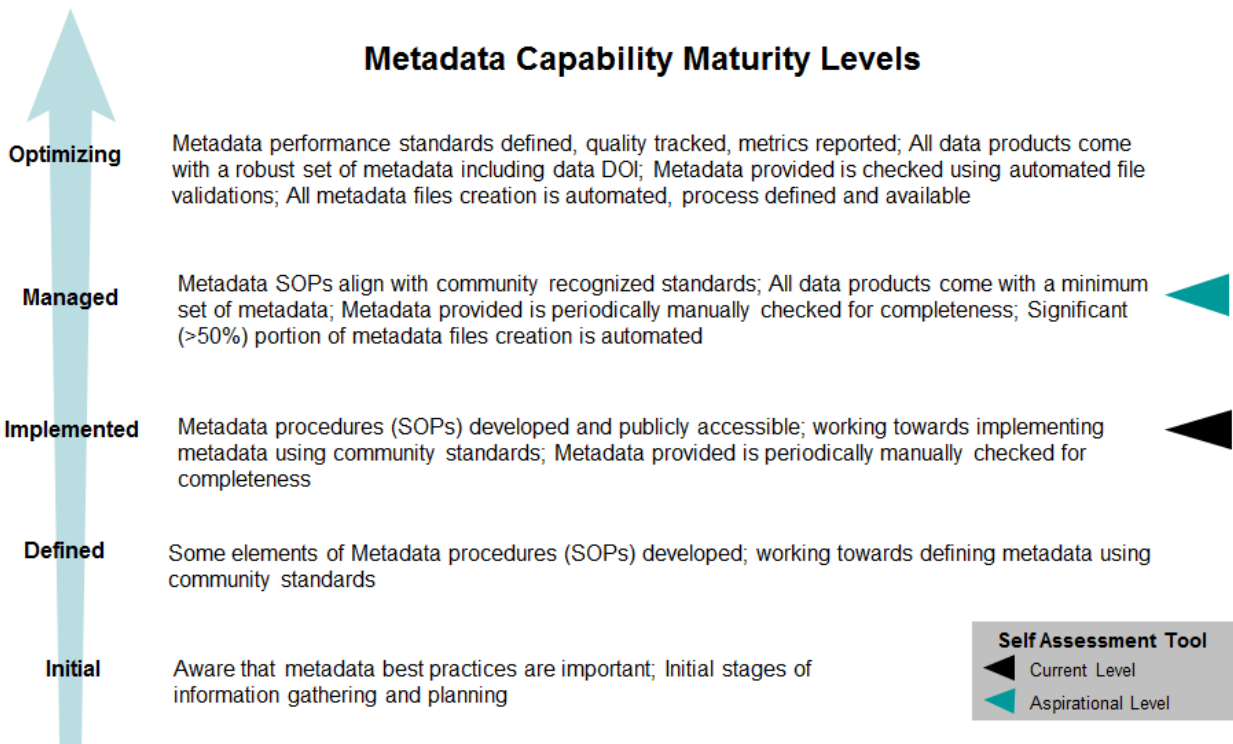 Metadata Capability Maturity Levels
Optimizing
Metadata performance standards defined, quality tracked, metrics reported; All data products come
with a robust set of metadata including data DOI; Metadata provided is checked using automated file
validations; All metadata files creation is automated, process defined and available
Managed
Metadata SOPs align with community recognized standards; All data products come with a minimum
set of metadata; Metadata provided is periodically manually checked for completeness; Significant
(>50%) portion of metadata files creation is automated
Implemented
Metadata procedures (SOPs) developed and publicly accessible; working towards implementing
metadata using community standards; Metadata provided is periodically manually checked for
completeness
Defined
Some elements of Metadata procedures (SOPs) developed; working towards defining metadata using
community standards
Initial
Aware that metadata best practices are important; Initial stages of
information gathering and planning
Self Assessment Tool
Current Level
Aspirational Level